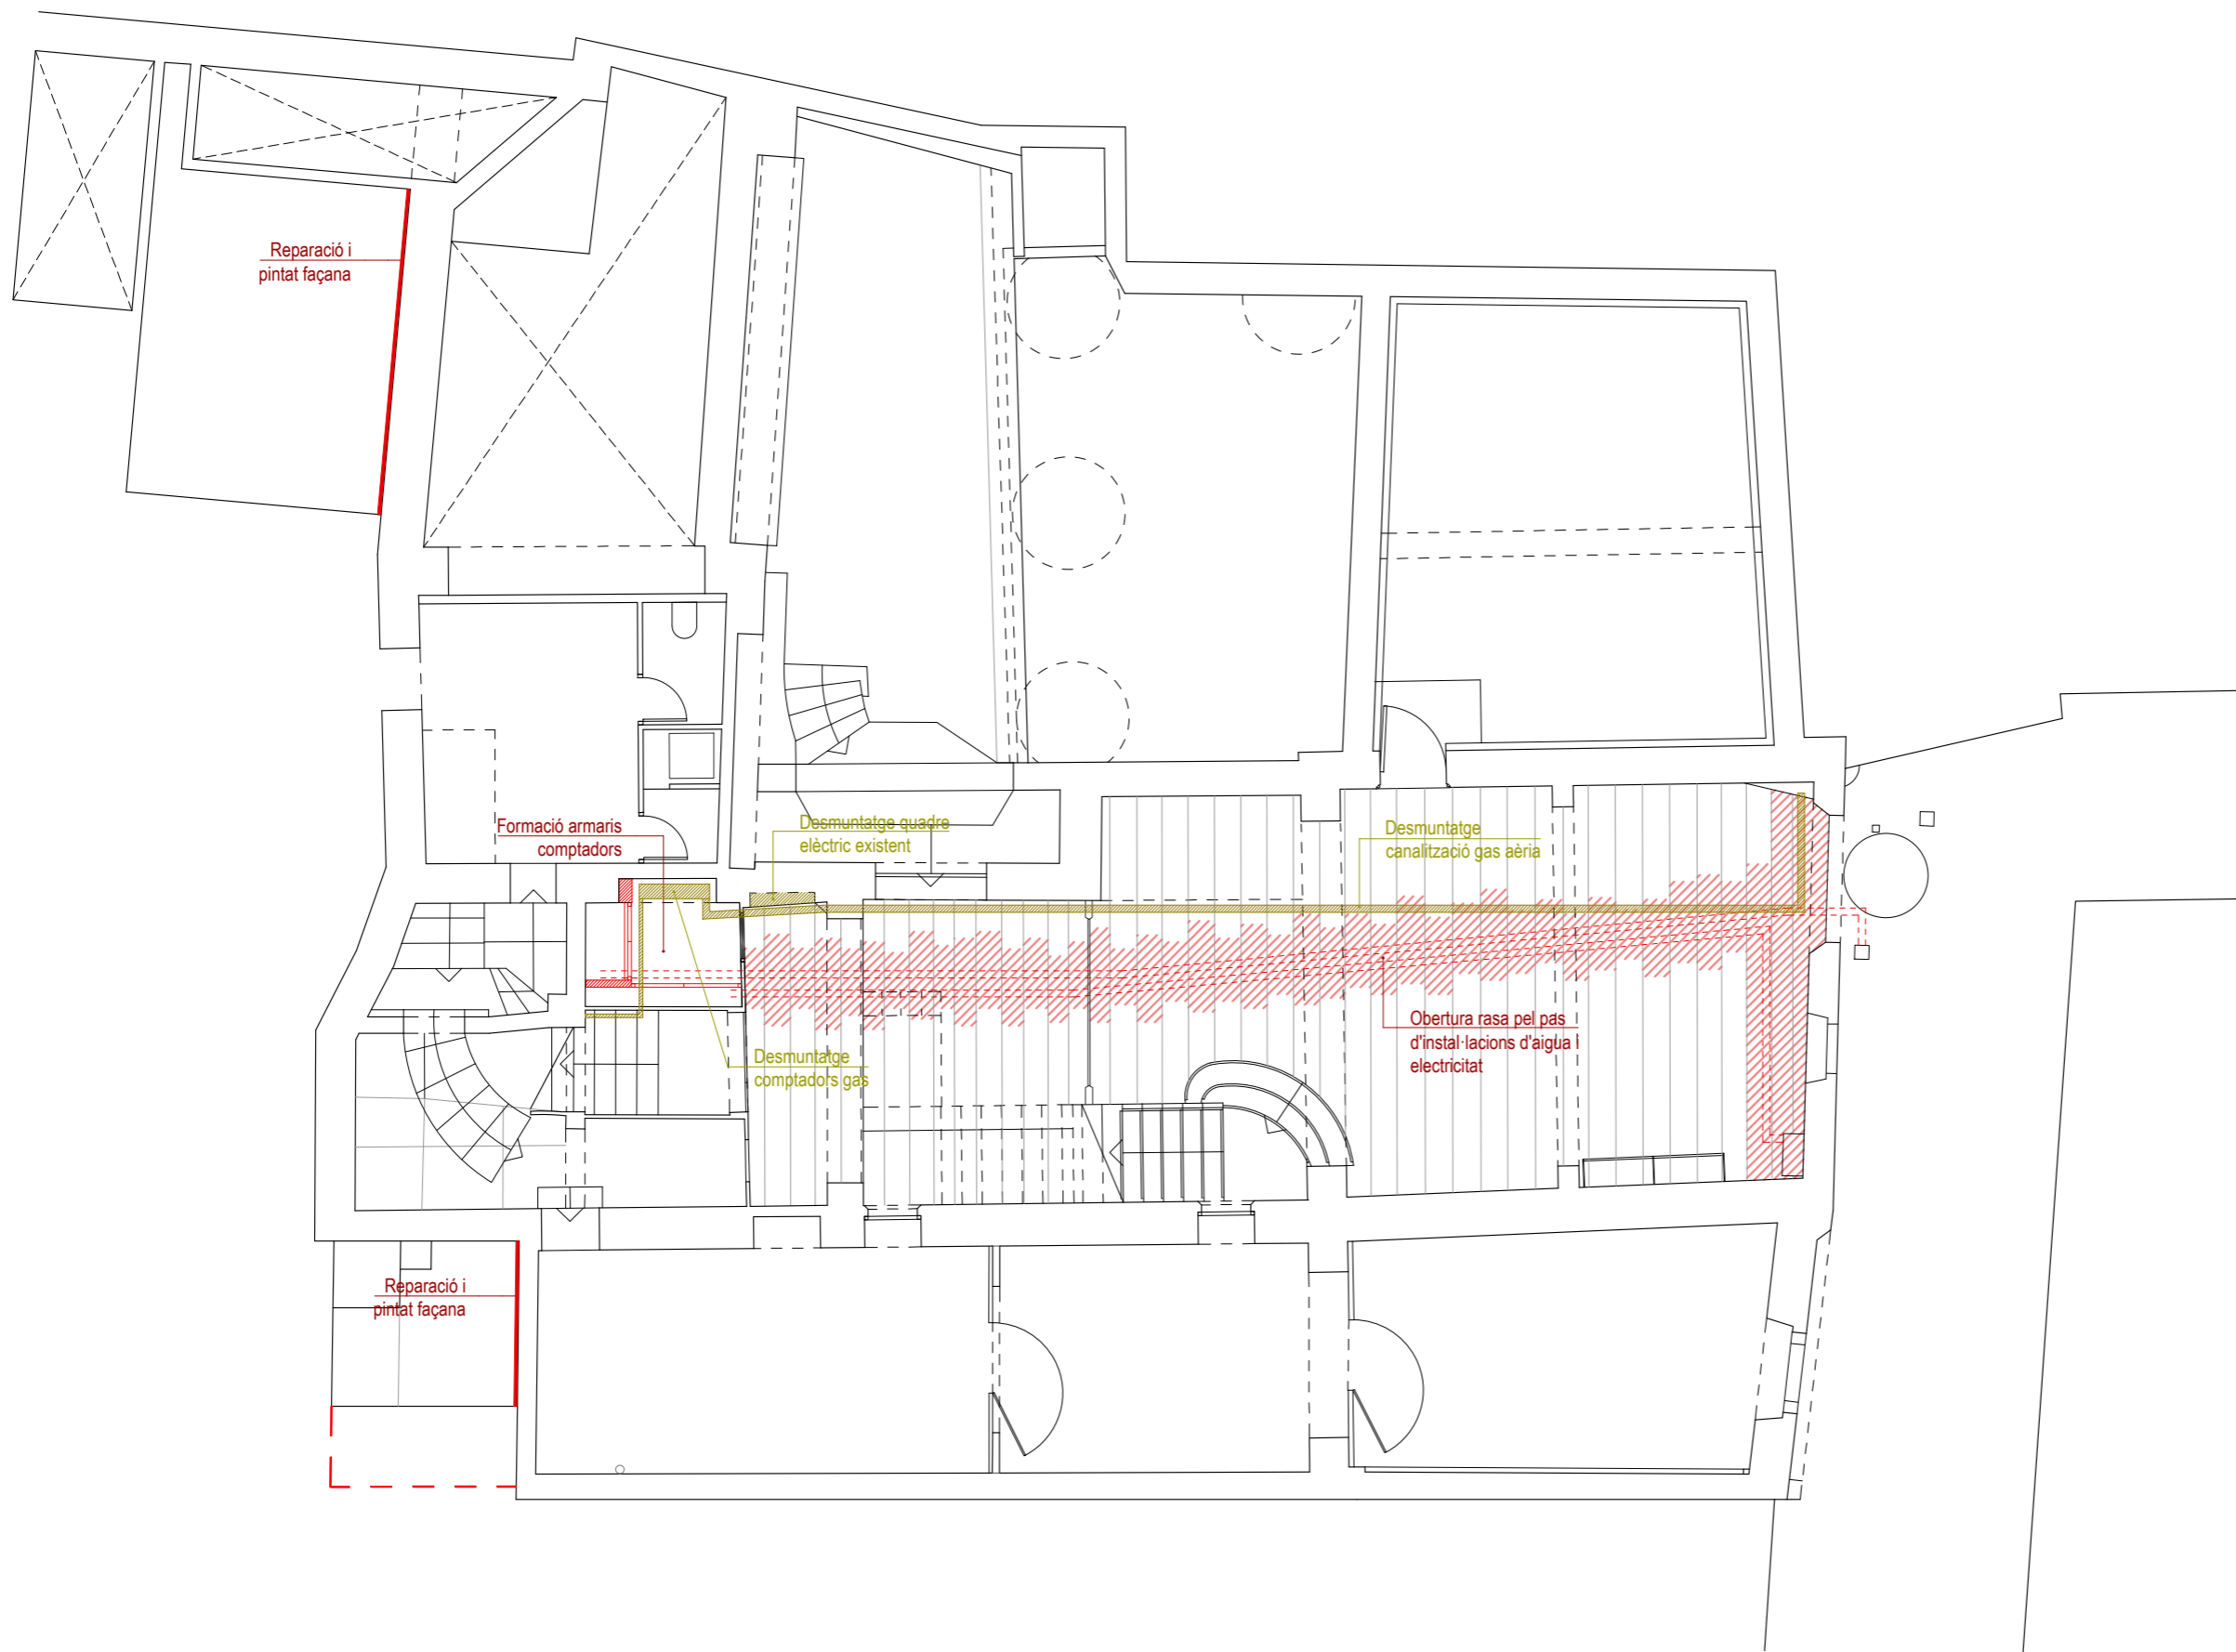 Reparació i
pintat façana
Formació armaris
comptadors
Desmuntatge quadre
elèctric existent
Desmuntatge
canalització gas aèria
Obertura rasa pel pas
d'instal·lacions d'aigua i
electricitat
Desmuntatge
comptadors gas
Reparació i
pintat façana